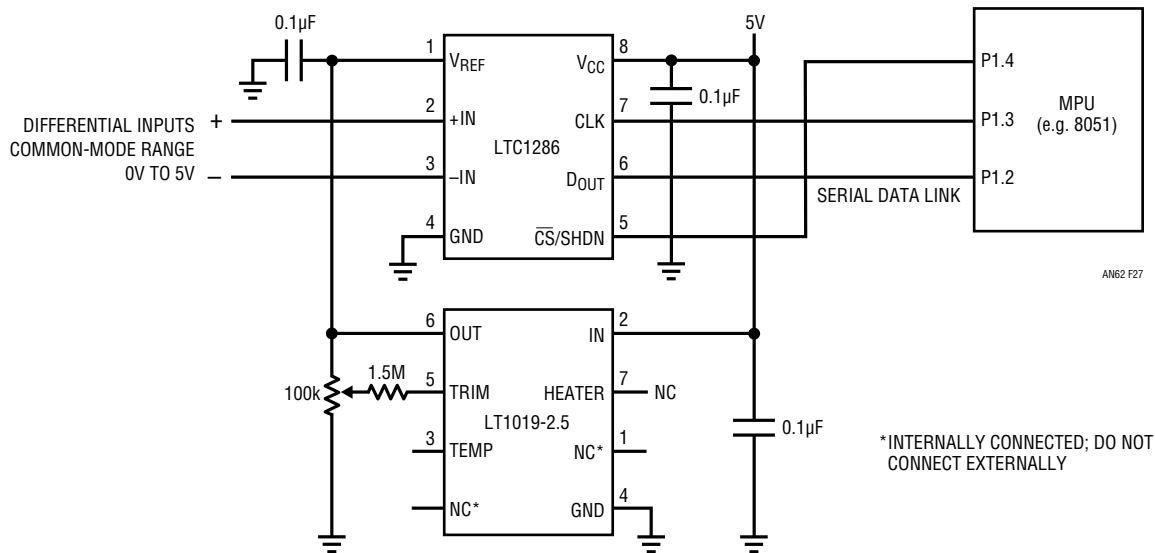 0.1µF
5V
1
V_REF
8
V_CC
P1.4
0.1µF
MPU
(e.g. 8051)
DIFFERENTIAL INPUTS
COMMON-MODE RANGE
0V TO 5V
+
–
2
+IN
7
CLK
P1.3
LTC1286
3
–IN
6
D_OUT
P1.2
SERIAL DATA LINK
4
GND
5
C̅S̅/SHDN
AN62 F27
6
OUT
2
IN
100k
1.5M
5
TRIM
7
HEATER
NC
LT1019-2.5
3
TEMP
1
NC*
0.1µF
*INTERNALLY CONNECTED; DO NOT
CONNECT EXTERNALLY
NC*
4
GND